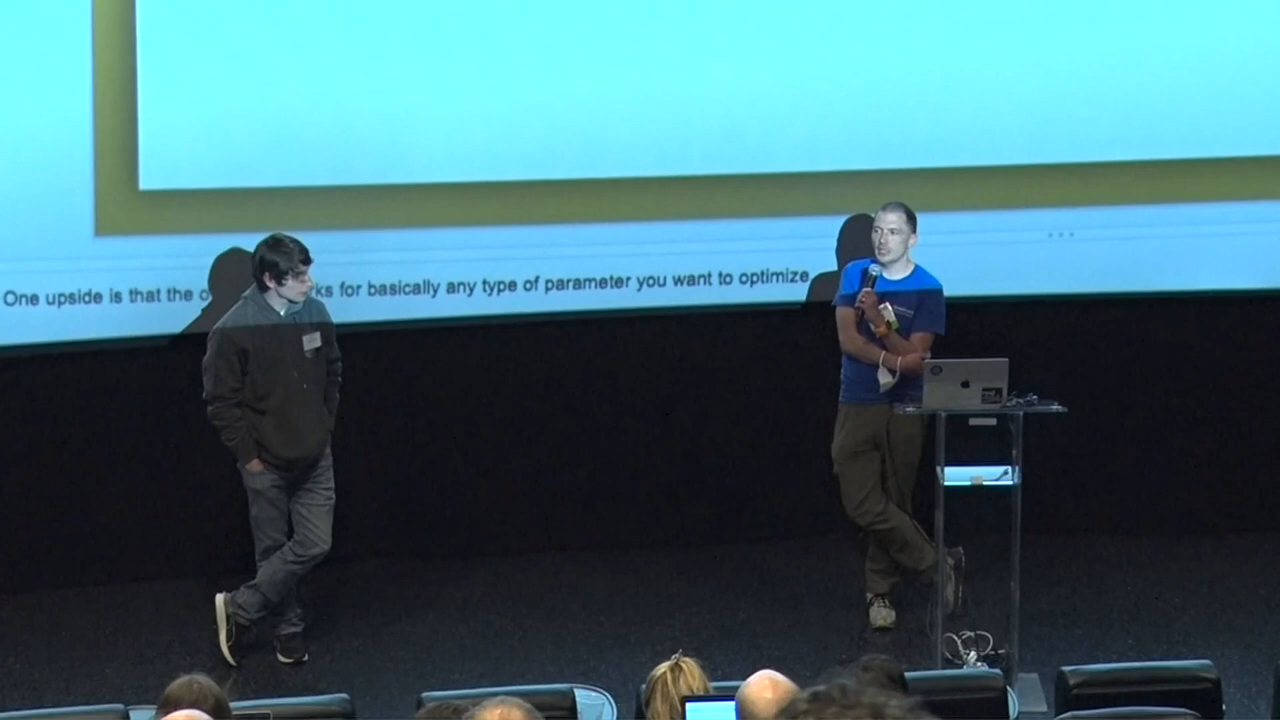 One upside is that the o ks for basically any type of parameter you want to optimize